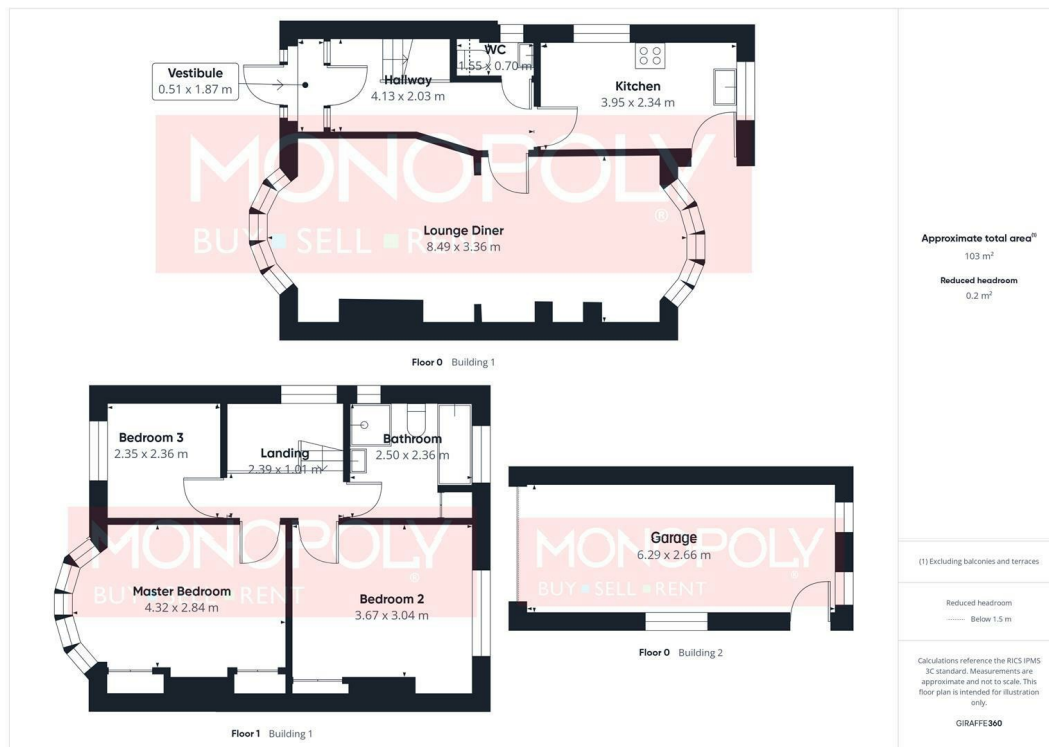 WC
1.55 x 0.70 m
Vestibule
0.51 x 1.87 m
Hallway
4.13 x 2.03 m
Kitchen
3.95 x 2.34 m
MONOPOLY
®
BUY SELL RENT
Lounge Diner
8.49 x 3.36 m
Floor 0 Building 1
Approximate total area(1)
103 m²
Reduced headroom
0.2 m²
Bedroom 3
2.35 x 2.36 m
Landing
2.39 x 1.01 m
Bathroom
2.50 x 2.36 m
MONOPOLY
®
BUY SELL RENT
Master Bedroom
4.32 x 2.84 m
Bedroom 2
3.67 x 3.04 m
Floor 1 Building 1
Garage
6.29 x 2.66 m
MONOPOLY
®
BUY SELL RENT
Floor 0 Building 2
(1) Excluding balconies and terraces
Reduced headroom
Below 1.5 m
Calculations reference the RICS IPMS
3C standard. Measurements are
approximate and not to scale. This
floor plan is intended for illustration
only.
GIRAFFE360